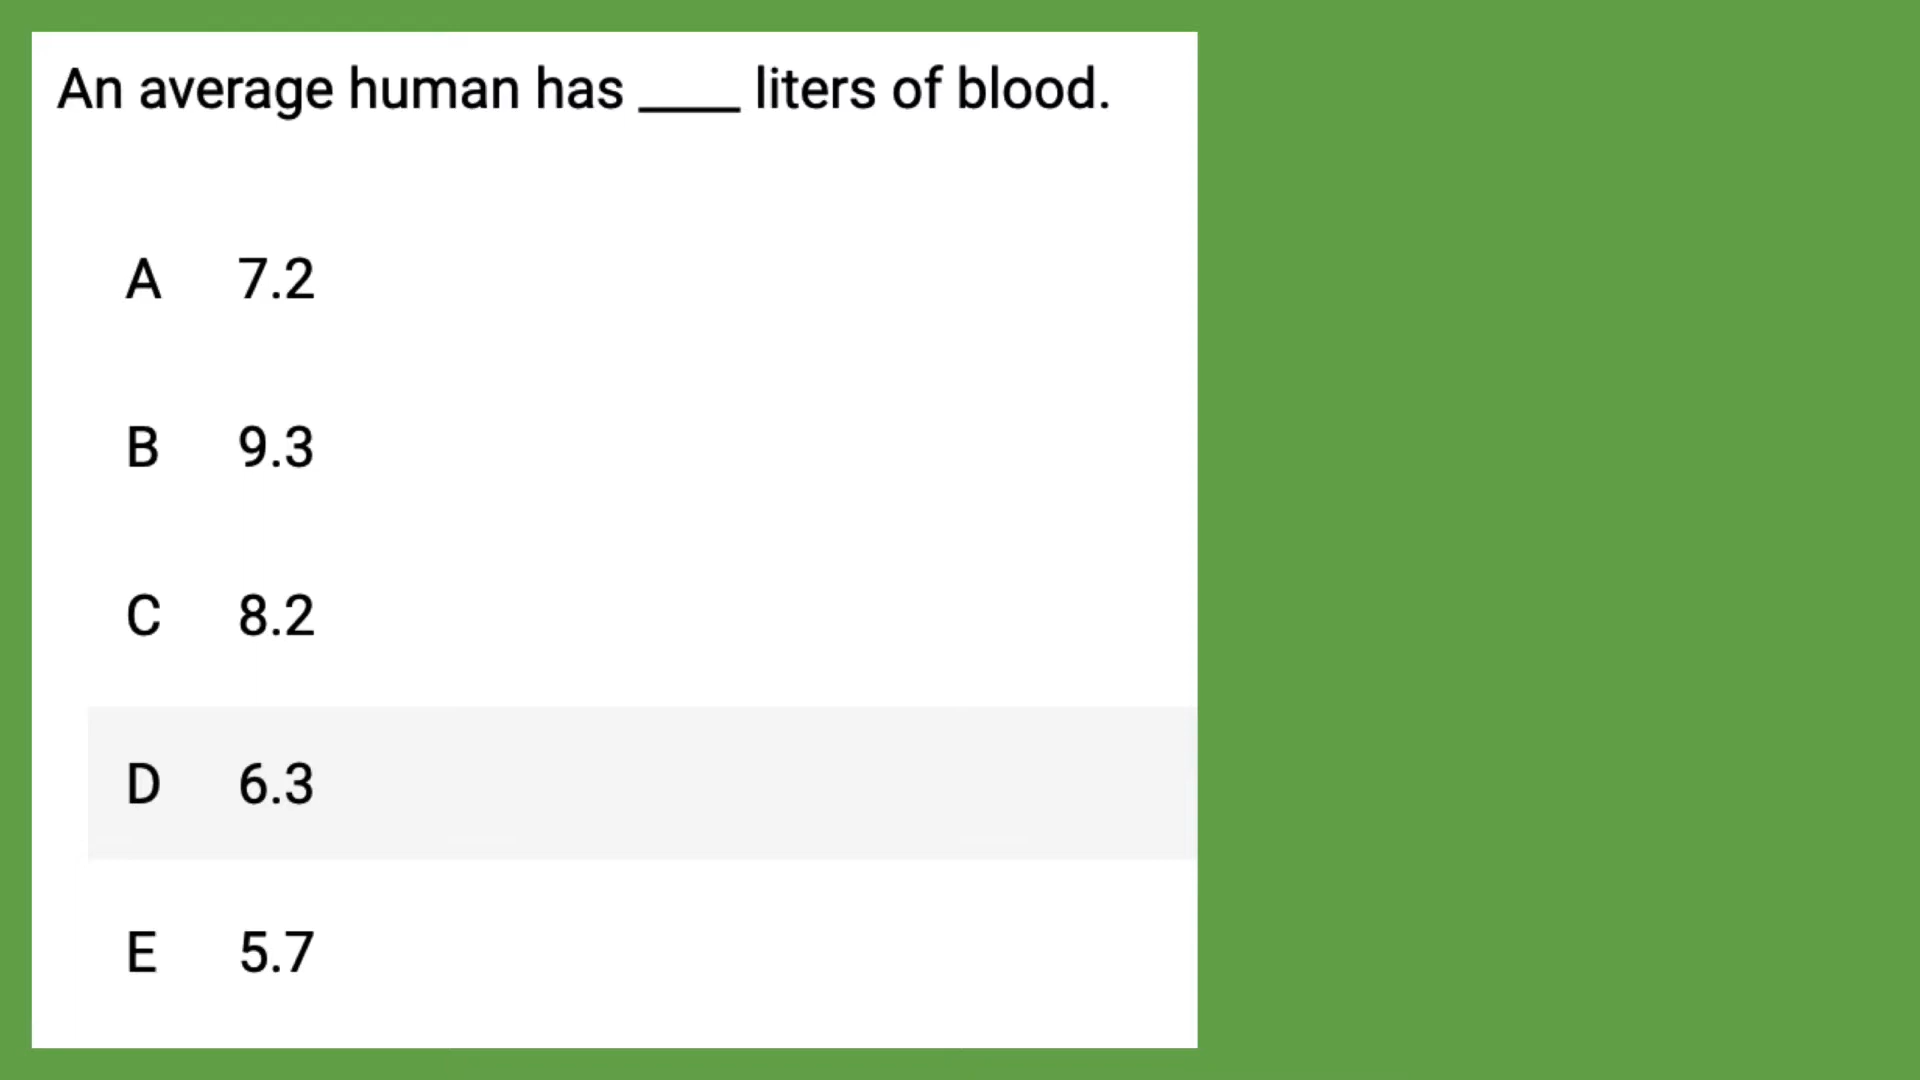 An average human has ____ liters of blood.
A 7.2
B 9.3
C 8.2
D 6.3
E 5.7